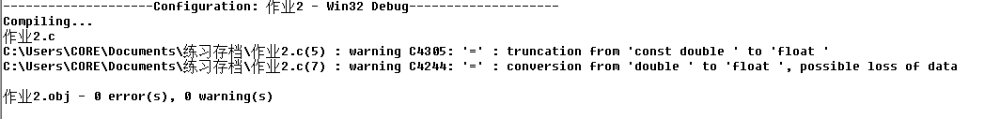 --------------------Configuration: 作业2 - Win32 Debug--------------------
Compiling...
作业2.c
C:\Users\CORE\Documents\练习存档\作业2.c(5) : warning C4305: '=' : truncation from 'const double ' to 'float '
C:\Users\CORE\Documents\练习存档\作业2.c(7) : warning C4244: '=' : conversion from 'double ' to 'float ', possible loss of data
作业2.obj - 0 error(s), 0 warning(s)